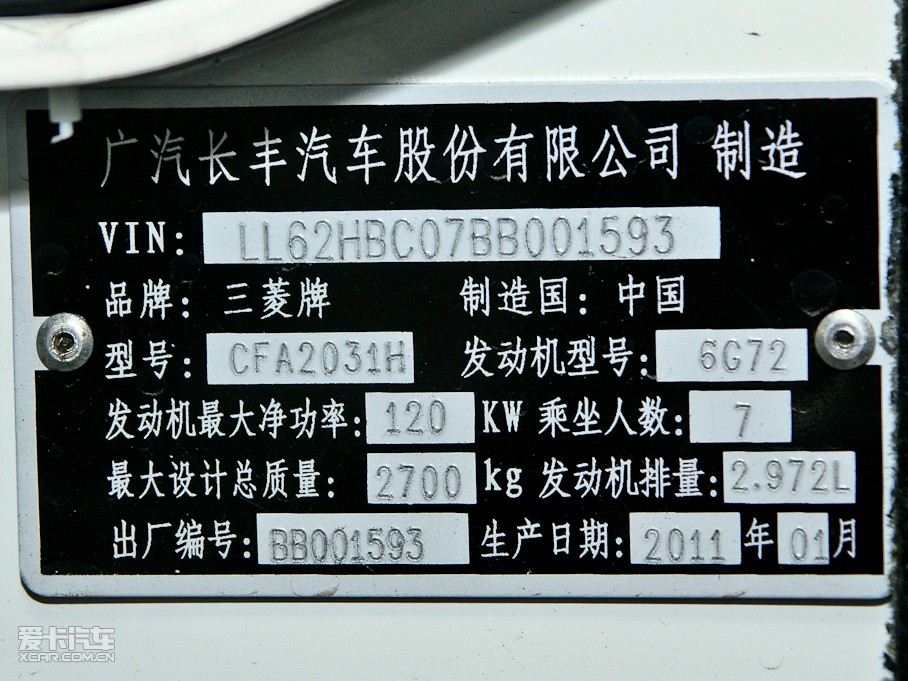 广汽长丰汽车股份有限公司 制造
VIN: LL62HBC07BB001593
品牌: 三菱牌 制造国: 中国
型号: CFA2031H 发动机型号: 6G72
发动机最大净功率: 120 KW 乘坐人数: 7
最大设计总质量: 2700 kg 发动机排量: 2.972L
出厂编号: BB001593 生产日期: 2011 年 01 月
爱卡汽车
XCAR.COM.CN